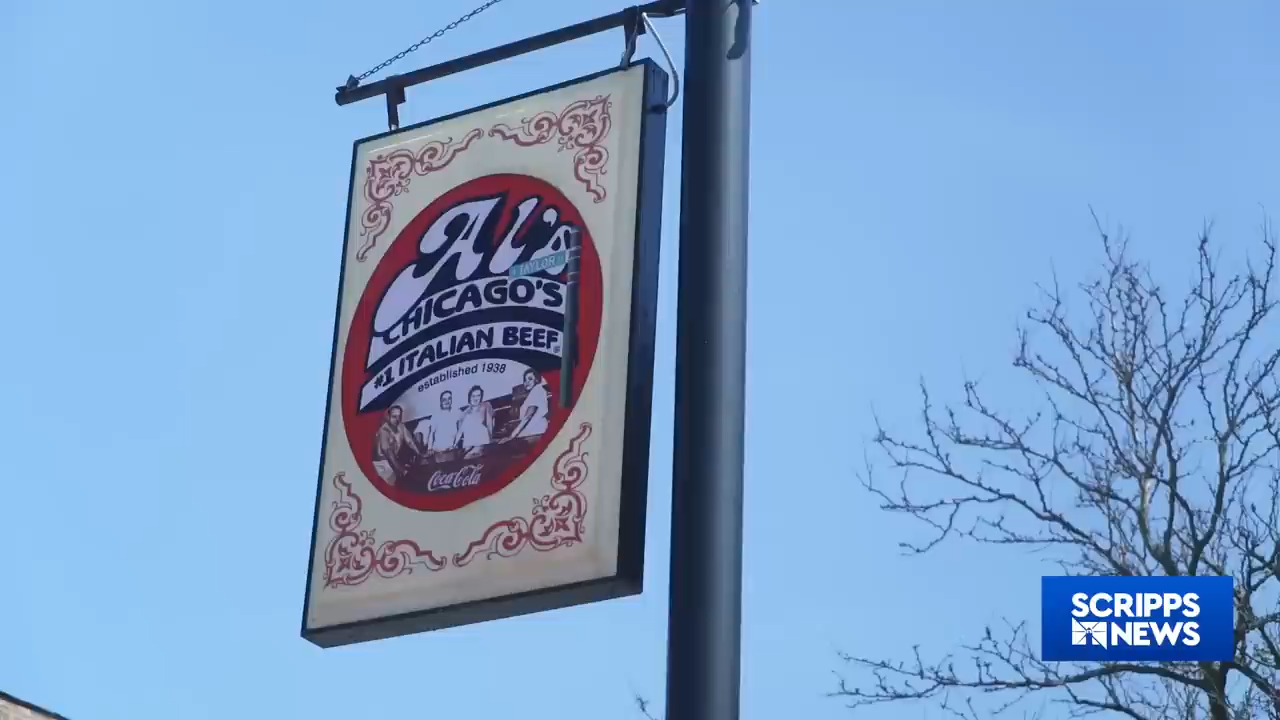 Al's
TAYLOR
CHICAGO'S
#1 ITALIAN BEEF
established 1938
Coca-Cola
SCRIPPS
NEWS